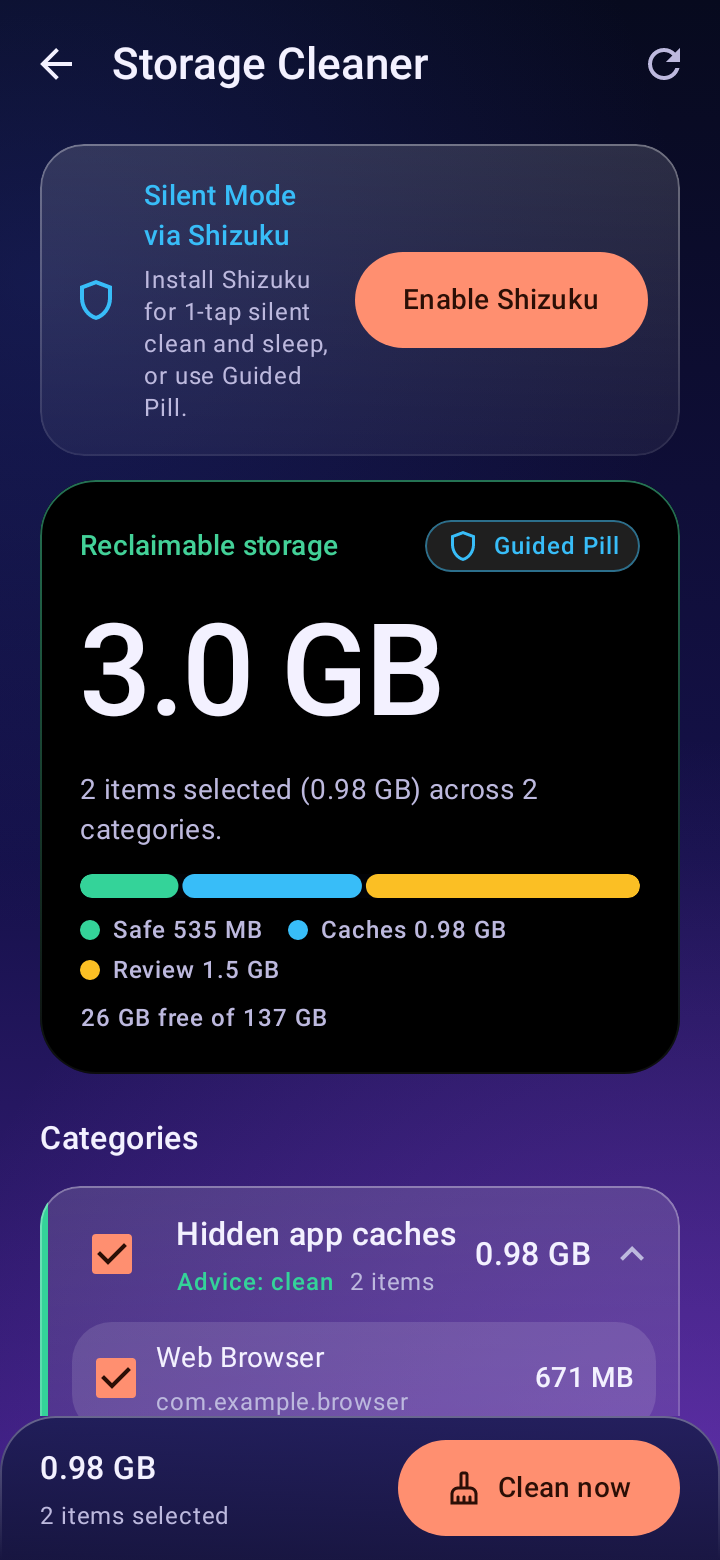 Storage Cleaner
Silent Mode
via Shizuku
Install Shizuku
for 1-tap silent
clean and sleep,
or use Guided
Pill.
Enable Shizuku
Reclaimable storage
Guided Pill
3.0 GB
2 items selected (0.98 GB) across 2
categories.
Safe 535 MB
Caches 0.98 GB
Review 1.5 GB
26 GB free of 137 GB
Categories
Hidden app caches
0.98 GB
Advice: clean 2 items
Web Browser
671 MB
com.example.browser
0.98 GB
2 items selected
Clean now